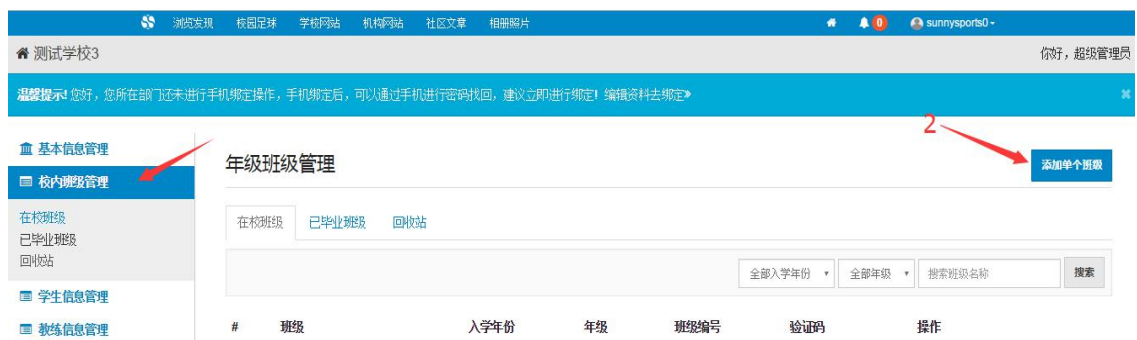 浏览发现 校园足球 学校网站 机构网站 社区文章 相册照片 0 sunnysports0
测试学校3 你好，超级管理员
温馨提示! 您好，您所在部门还未进行手机绑定操作，手机绑定后，可以通过手机进行密码找回，建议立即进行绑定！编辑资料去绑定»
2
基本信息管理
年级班级管理 添加单个班级
校内班级管理
在校班级
已毕业班级
回收站
在校班级 已毕业班级 回收站
全部入学年份 全部年级 搜索班级名称 搜索
学生信息管理
教练信息管理
# 班级 入学年份 年级 班级编号 验证码 操作